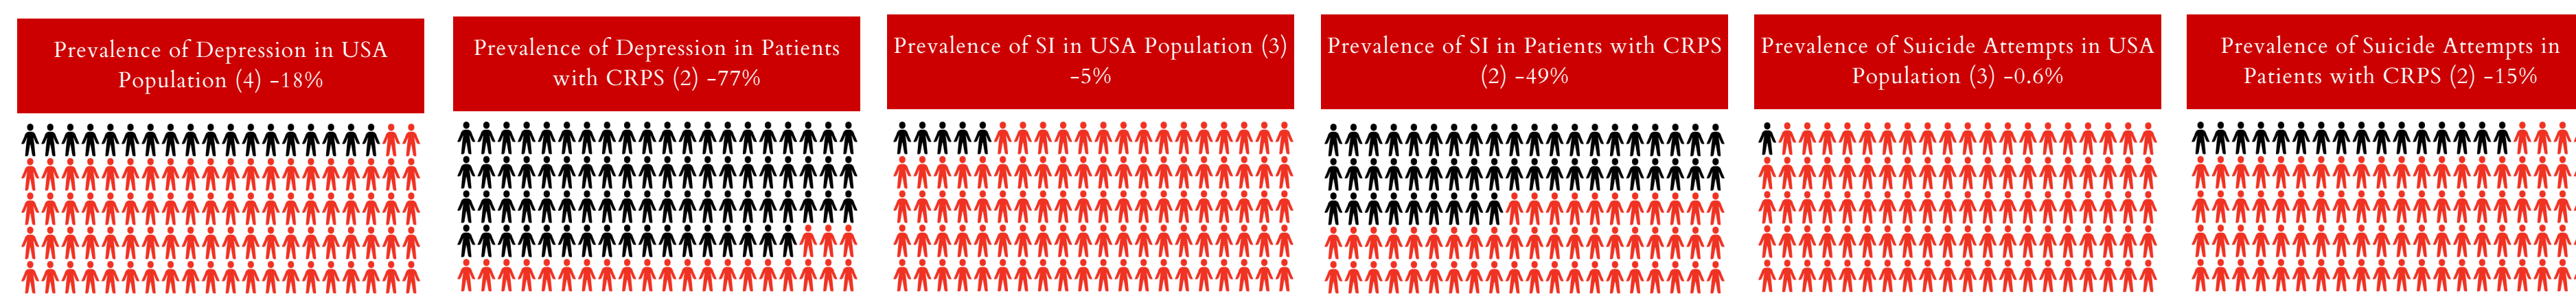 Prevalence of Depression in USA
Population (4) -18%
Prevalence of Depression in Patients
with CRPS (2) -77%
Prevalence of SI in USA Population (3)
-5%
Prevalence of SI in Patients with CRPS
(2) -49%
Prevalence of Suicide Attempts in USA
Population (3) -0.6%
Prevalence of Suicide Attempts in
Patients with CRPS (2) -15%